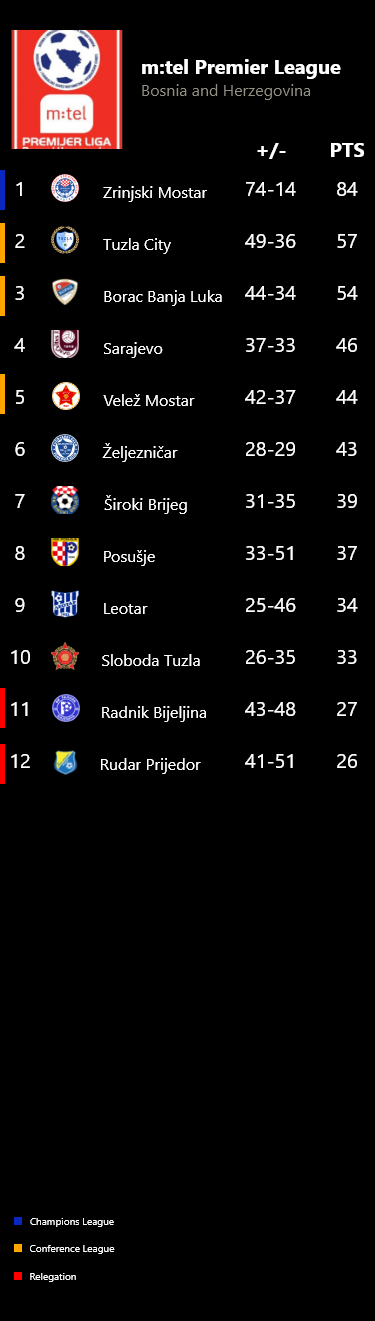 m:tel
PREMIJER LIGA
m:tel Premier League
Bosnia and Herzegovina
+/- PTS
1 Zrinjski Mostar 74-14 84
2 Tuzla City 49-36 57
3 Borac Banja Luka 44-34 54
4 Sarajevo 37-33 46
5 Velež Mostar 42-37 44
6 Željezničar 28-29 43
7 Široki Brijeg 31-35 39
8 Posušje 33-51 37
9 Leotar 25-46 34
10 Sloboda Tuzla 26-35 33
11 Radnik Bijeljina 43-48 27
12 Rudar Prijedor 41-51 26
Champions League
Conference League
Relegation